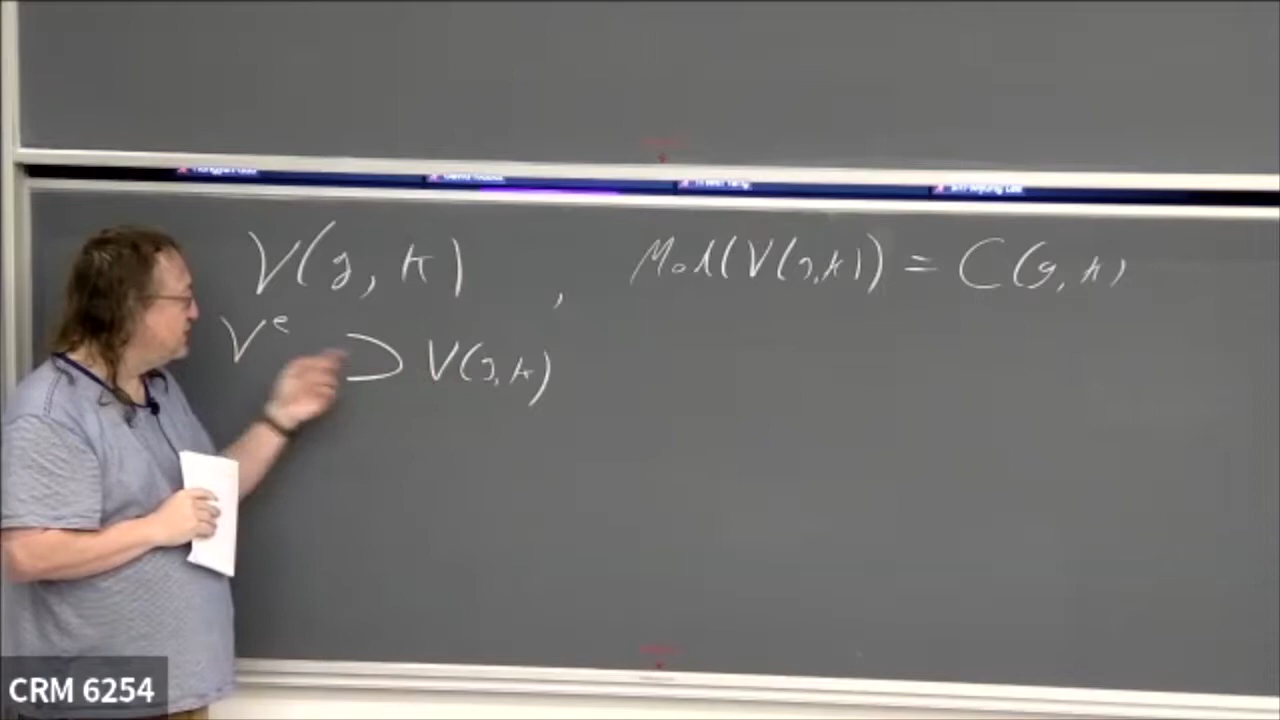 V(g, k) , Mod(V(g,k)) = C(g, k)
V^e ⊃ V(g,k)
CRM 6254